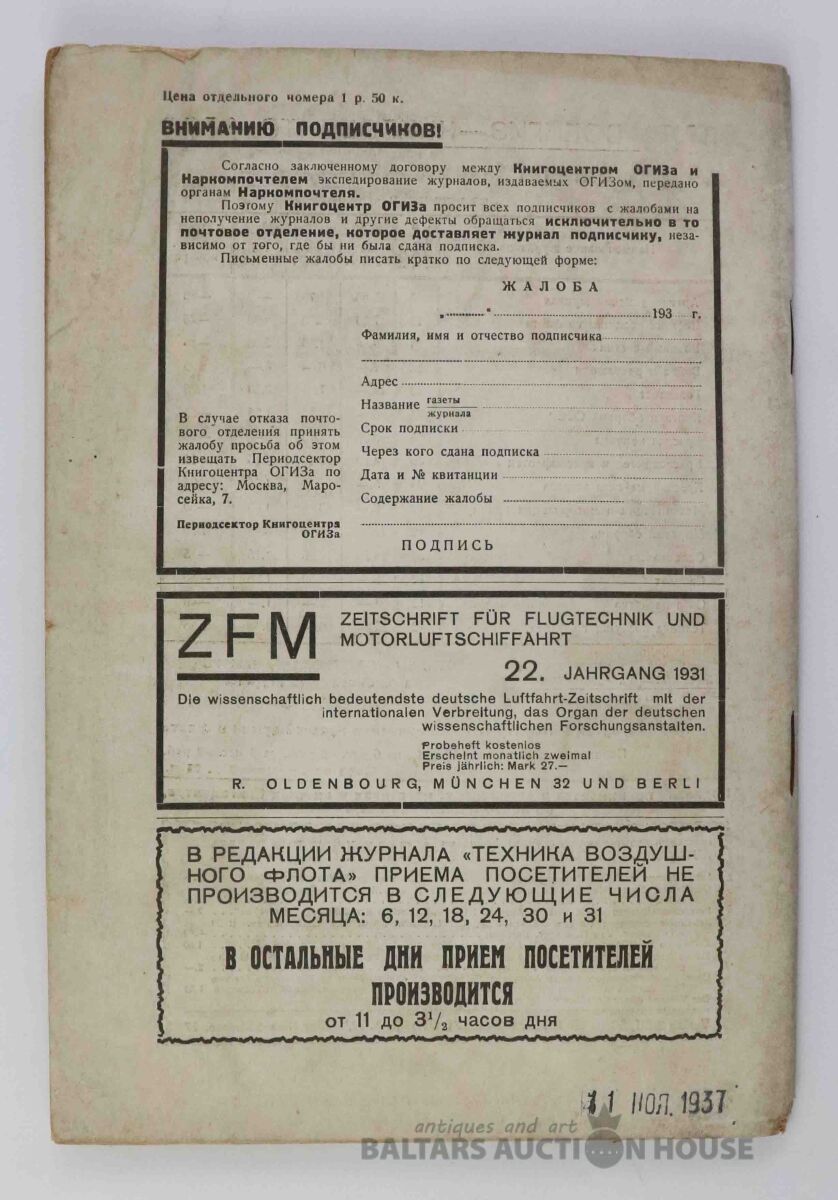 Цена отдельного номера 1 р. 50 к.
ВНИМАНИЮ ПОДПИСЧИКОВ!
Согласно заключенному договору между Книгоцентром ОГИЗа и
Наркомпочтелем экспедирование журналов, издаваемых ОГИЗом, передано
органам Наркомпочтеля.
Поэтому Книгоцентр ОГИЗа просит всех подписчиков с жалобами на
неполучение журналов и другие дефекты обращаться исключительно в то
почтовое отделение, которое доставляет журнал подписчику, неза-
висимо от того, где бы ни была сдана подписка.
Письменные жалобы писать кратко по следующей форме:
ЖАЛОБА
„..........“ ........................................ 193 г.
Фамилия, имя и отчество подписчика
Адрес
Название газеты
журнала
Срок подписки
Через кого сдана подписка
Дата и № квитанции
Содержание жалобы
ПОДПИСЬ
В случае отказа почто-
вого отделения принять
жалобу просьба об этом
извещать Периодсектор
Книгоцентра ОГИЗа по
адресу: Москва, Маро-
сейка, 7.
Периодсектор Книгоцентра
ОГИЗа
ZFM
ZEITSCHRIFT FÜR FLUGTECHNIK UND
MOTORLUFTSCHIFFAHRT
22. JAHRGANG 1931
Die wissenschaftlich bedeutendste deutsche Luftfahrt-Zeitschrift mit der
internationalen Verbreitung, das Organ der deutschen
wissenschaftlichen Forschungsanstalten.
Probeheft kostenlos
Erscheint monatlich zweimal
Preis jährlich: Mark 27.—
R. OLDENBOURG, MÜNCHEN 32 UND BERLI
В РЕДАКЦИИ ЖУРНАЛА «ТЕХНИКА ВОЗДУШ-
НОГО ФЛОТА» ПРИЕМА ПОСЕТИТЕЛЕЙ НЕ
ПРОИЗВОДИТСЯ В СЛЕДУЮЩИЕ ЧИСЛА
МЕСЯЦА: 6, 12, 18, 24, 30 и 31
В ОСТАЛЬНЫЕ ДНИ ПРИЕМ ПОСЕТИТЕЛЕЙ
ПРОИЗВОДИТСЯ
от 11 до 3 1/2 часов дня
11 НОЯ. 1937
antiques and art
BALTARS AUCTION HOUSE